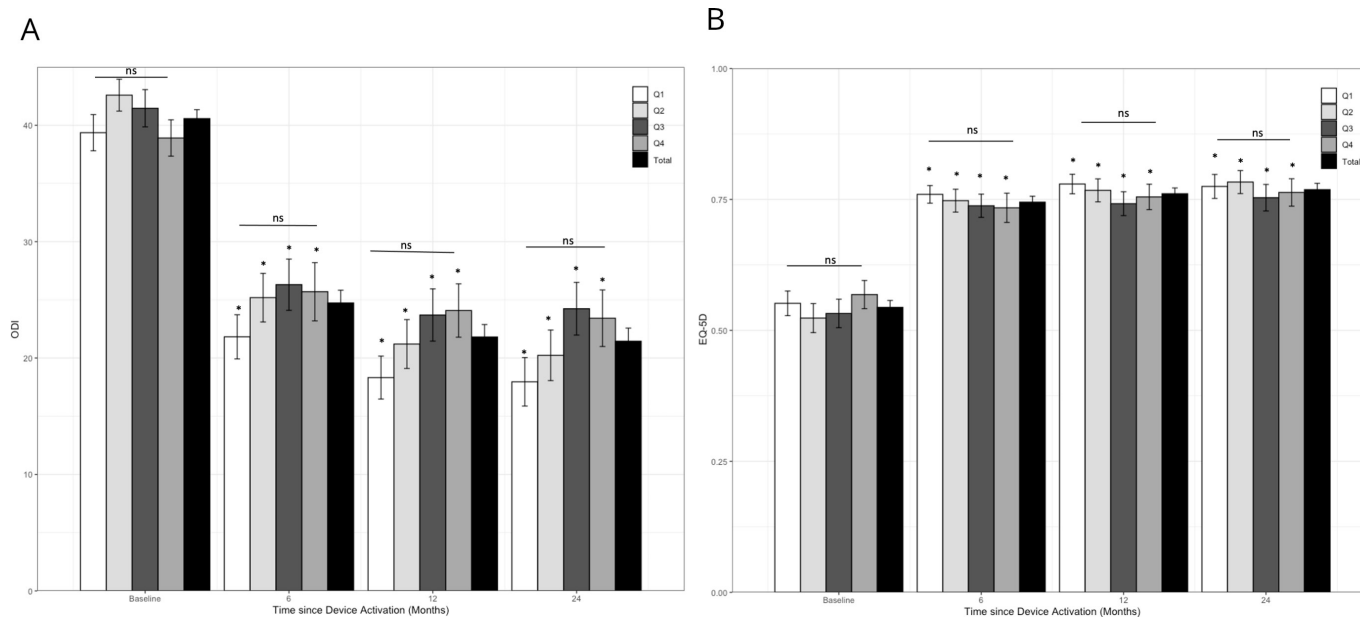 A
ns
ns
ns
ns
* * * *
* * * *
* * * *
Q1
Q2
Q3
Q4
Total
40
30
20
10
0
ODI
Baseline
6
12
24
Time since Device Activation (Months)
B
ns
ns
ns
ns
* * * *
* * * *
* * * *
Q1
Q2
Q3
Q4
Total
1.00
0.75
0.50
0.25
0.00
EQ-5D
Baseline
6
12
24
Time since Device Activation (Months)